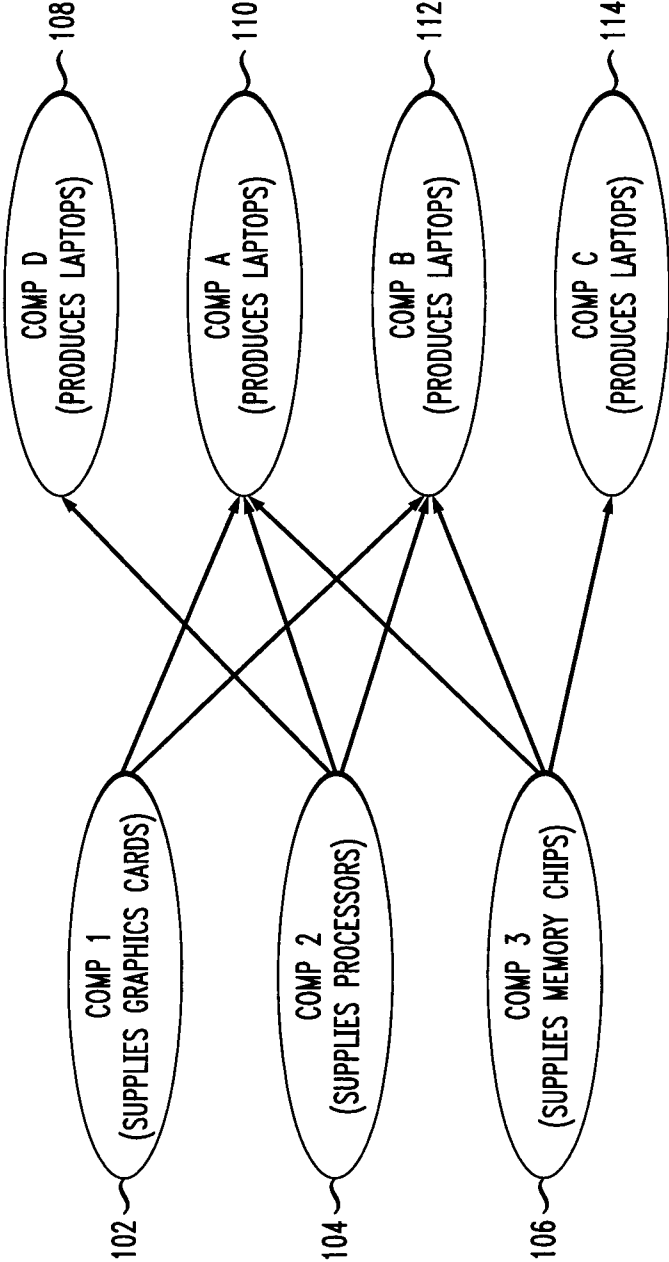 102
COMP 1
(SUPPLIES GRAPHICS CARDS)
104
COMP 2
(SUPPLIES PROCESSORS)
106
COMP 3
(SUPPLIES MEMORY CHIPS)
COMP D
(PRODUCES LAPTOPS)
108
COMP A
(PRODUCES LAPTOPS)
110
COMP B
(PRODUCES LAPTOPS)
112
COMP C
(PRODUCES LAPTOPS)
114